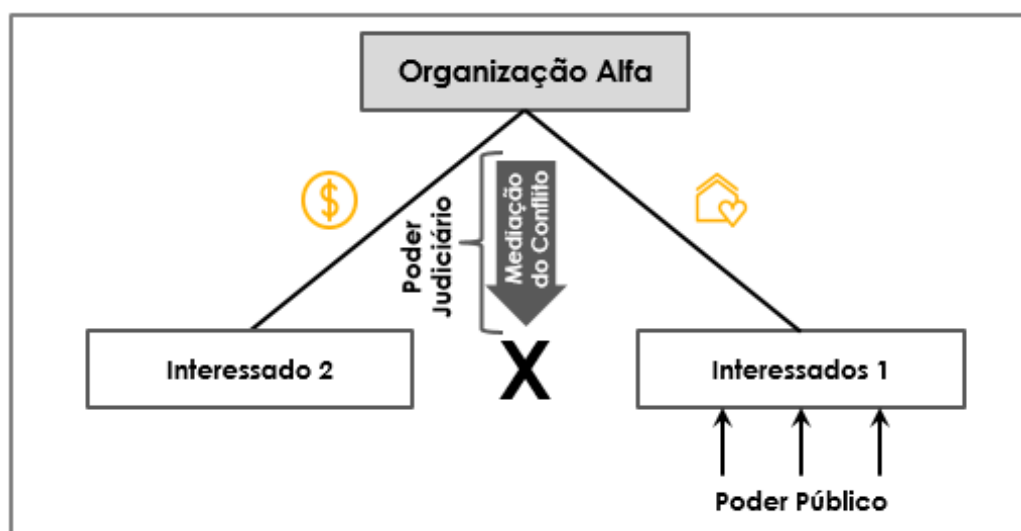 Organização Alfa
$
Poder
Judiciário
Mediação
do Conflito
Interessado 2
X
Interessados 1
Poder Público